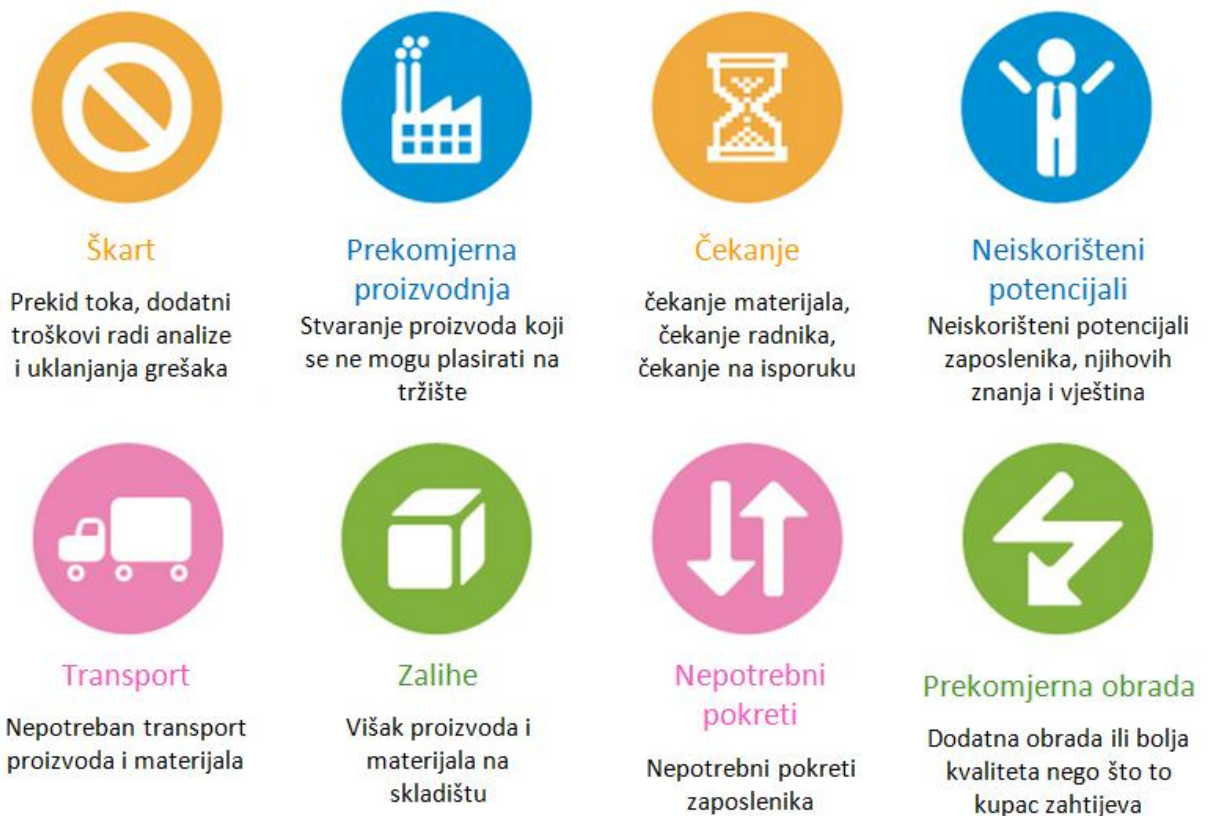 Škart
Prekid toka, dodatni
troškovi radi analize
i uklanjanja grešaka
Prekomjerna
proizvodnja
Stvaranje proizvoda koji
se ne mogu plasirati na
tržište
Čekanje
čekanje materijala,
čekanje radnika,
čekanje na isporuku
Neiskorišteni
potencijali
Neiskorišteni potencijali
zaposlenika, njihovih
znanja i vještina
Transport
Nepotreban transport
proizvoda i materijala
Zalihe
Višak proizvoda i
materijala na
skladištu
Nepotrebni
pokreti
Nepotrebni pokreti
zaposlenika
Prekomjerna obrada
Dodatna obrada ili bolja
kvaliteta nego što to
kupac zahtijeva